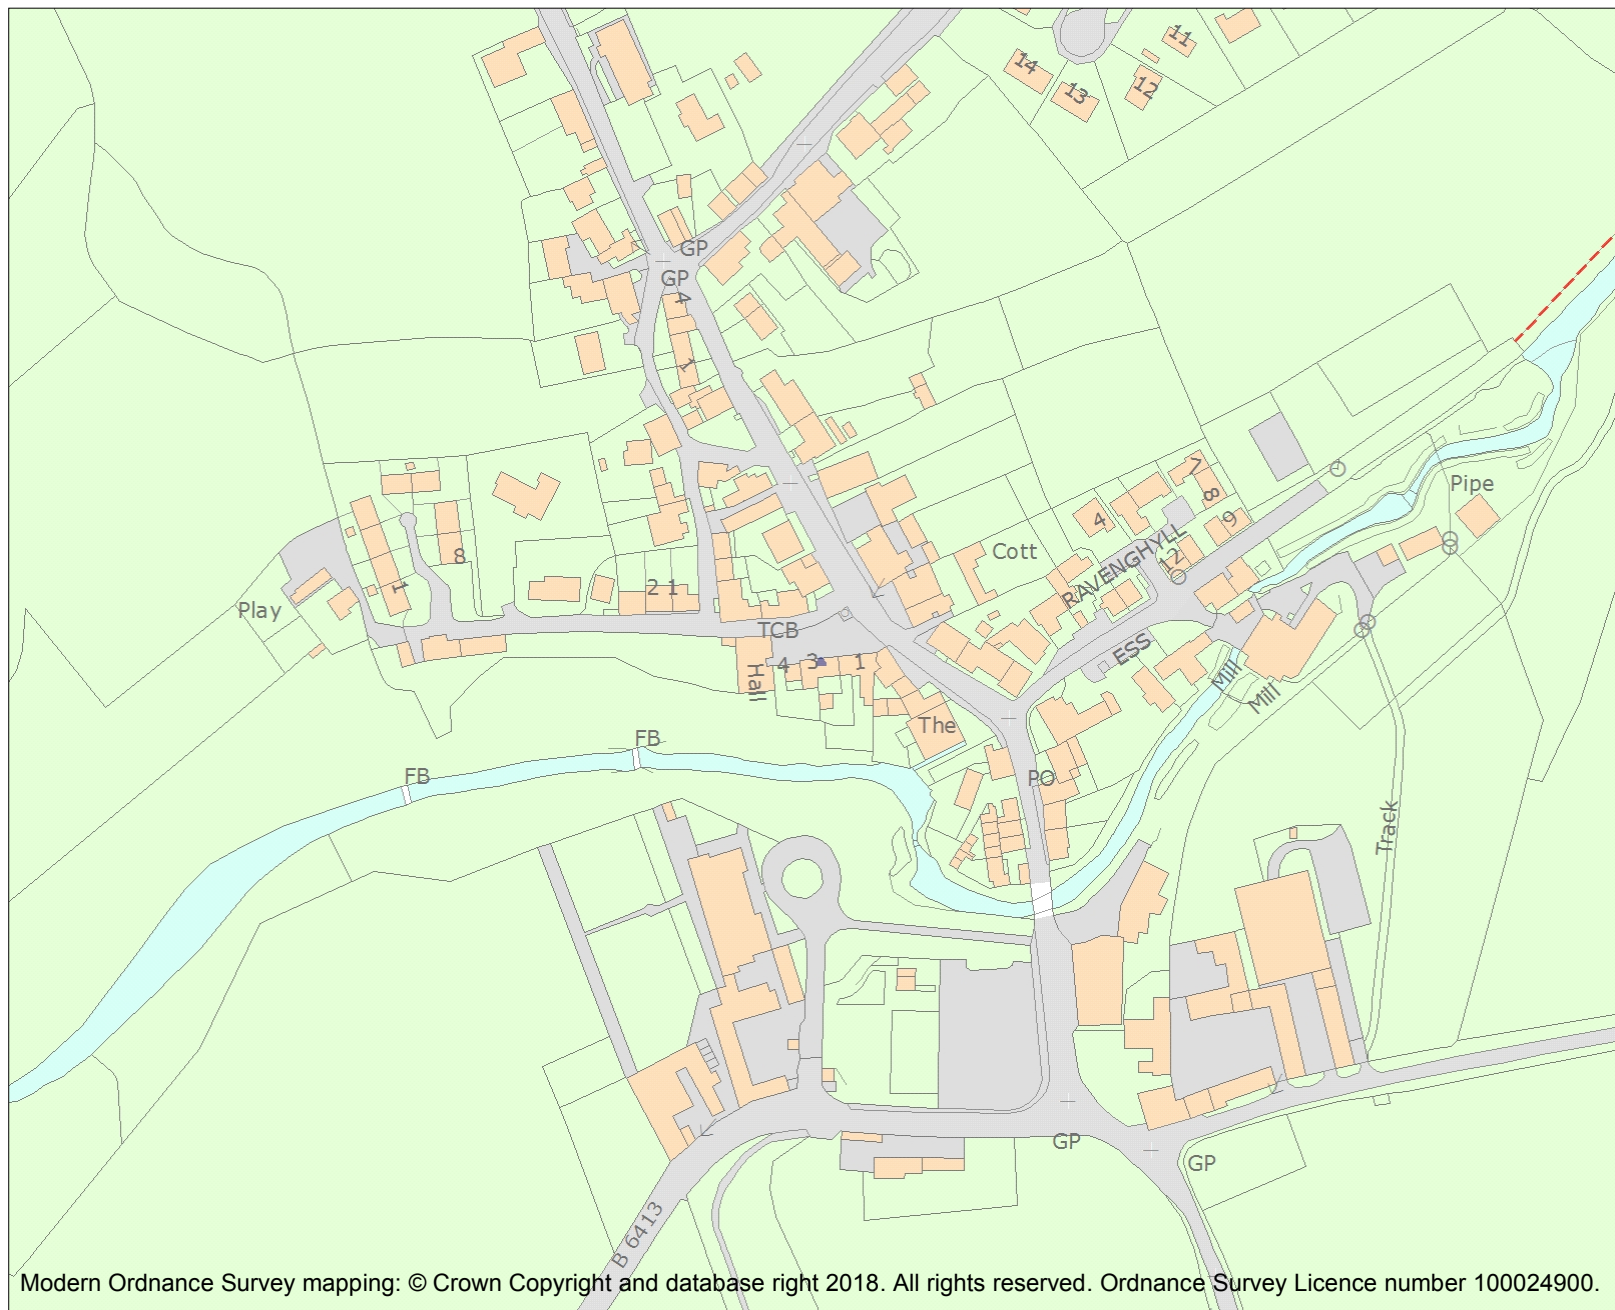 11
14
12
13
GP
GP
4
1
7
Pipe
8
4
9
Cott
8
RAVENGHYLL
12
1
2 1
Play
TCB
ESS
4
3
1
Hall
Mill
Mill
The
FB
FB
PO
Track
GP
GP
B 6413
Modern Ordnance Survey mapping: © Crown Copyright and database right 2018. All rights reserved. Ordnance Survey Licence number 100024900.